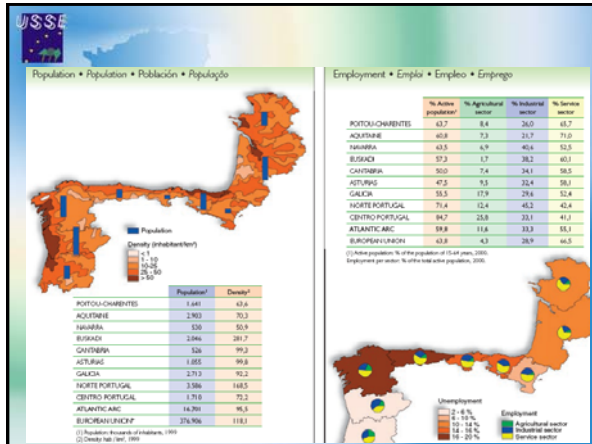 USSE
Population • Population • Población • População
Population
Density (inhabitant/km²)
< 1
1 - 10
10-25
25 - 50
> 50
Population¹ Density²
POITOU-CHARENTES 1.641 63,6
AQUITAINE 2.903 70,3
NAVARRA 530 50,9
EUSKADI 2.046 281,7
CANTABRIA 526 99,3
ASTURIAS 1.055 99,8
GALICIA 2.713 92,2
NORTE PORTUGAL 3.586 168,5
CENTRO PORTUGAL 1.710 72,2
ATLANTIC ARC 16.701 95,5
EUROPEAN UNION 376.906 118,1
(1) Population: thousands of inhabitants, 1999
(2) Density: hab./km², 1999
Employment • Emploi • Empleo • Emprego
% Active population¹ % Agricultural sector % Industrial sector % Service sector
POITOU-CHARENTES 63,7 8,4 26,0 65,7
AQUITAINE 60,8 7,3 21,7 71,0
NAVARRA 63,5 6,9 40,6 52,5
EUSKADI 57,3 1,7 38,2 60,1
CANTABRIA 50,0 7,4 34,1 58,5
ASTURIAS 47,5 9,5 32,4 58,1
GALICIA 55,5 17,9 29,6 52,4
NORTE PORTUGAL 71,4 12,4 45,2 42,4
CENTRO PORTUGAL 84,7 25,8 33,1 41,1
ATLANTIC ARC 59,8 11,6 33,3 55,1
EUROPEAN UNION 63,8 4,3 28,9 66,5
(1) Active population: % of the population of 15-64 years, 2000.
Employment per sector: % of the total active population, 2000.
Unemployment
2 - 6 %
6 - 10 %
10 - 14 %
14 - 16 %
16 - 20 %
Employment
Agricultural sector
Industrial sector
Service sector